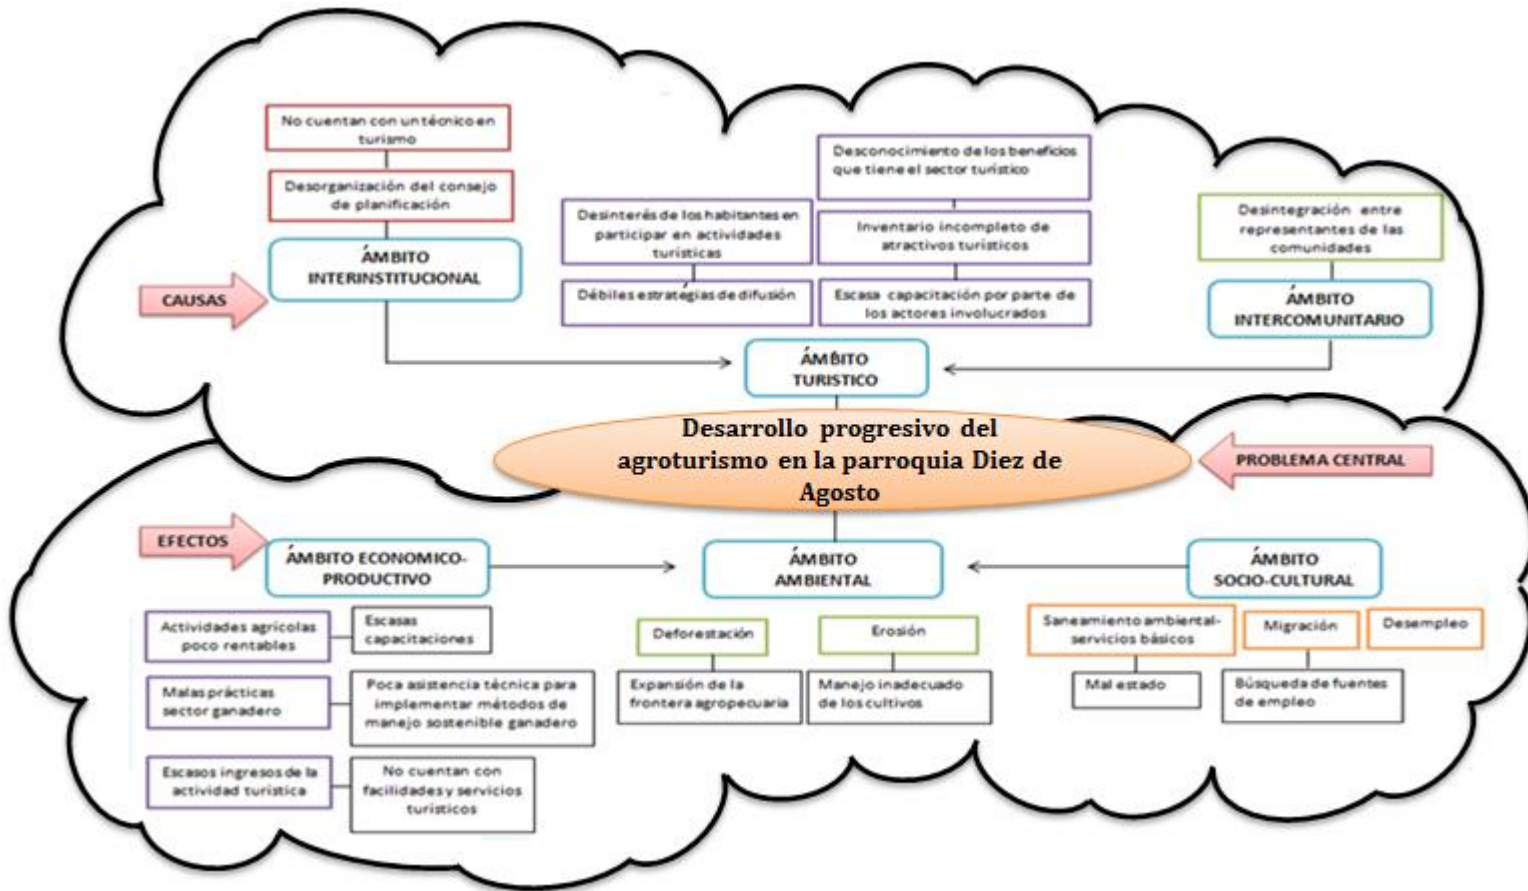 No cuentan con un técnico en
turismo
Desorganización del consejo
de planificación
ÁMBITO
INTERINSTITUCIONAL
CAUSAS
Desinterés de los habitantes en
participar en actividades
turísticas
Débiles estratégias de difusión
Desconocimiento de los beneficios
que tiene el sector turístico
Inventario incompleto de
atractivos turísticos
Escasa capacitación por parte de
los actores involucrados
Desintegración entre
representantes de las
comunidades
ÁMBITO
INTERCOMUNITARIO
ÁMBITO
TURISTICO
Desarrollo progresivo del
agroturismo en la parroquia Diez de
Agosto
PROBLEMA CENTRAL
EFECTOS
ÁMBITO ECONOMICO-
PRODUCTIVO
ÁMBITO
AMBIENTAL
ÁMBITO
SOCIO-CULTURAL
Actividades agrícolas
poco rentables
Escasas
capacitaciones
Malas prácticas
sector ganadero
Poca asistencia técnica para
implementar métodos de
manejo sostenible ganadero
Escasos ingresos de la
actividad turística
No cuentan con
facilidades y servicios
turísticos
Deforestación
Expansión de la
frontera agropecuaria
Erosión
Manejo inadecuado
de los cultivos
Saneamiento ambiental-
servicios básicos
Mal estado
Migración
Búsqueda de fuentes
de empleo
Desempleo